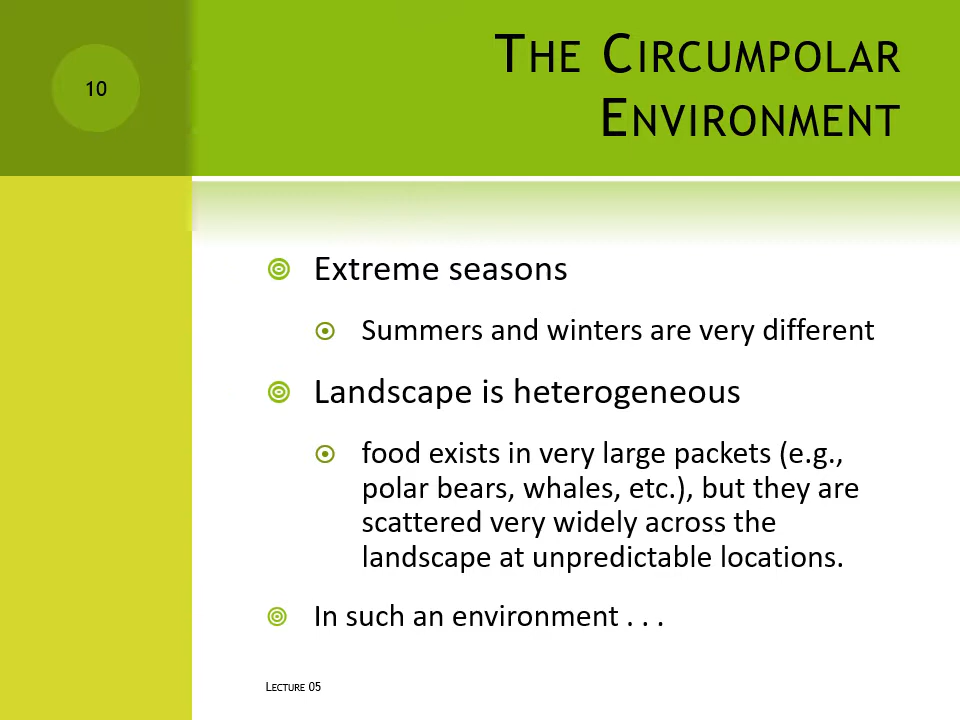 10
The Circumpolar
Environment
Extreme seasons
Summers and winters are very different
Landscape is heterogeneous
food exists in very large packets (e.g.,
polar bears, whales, etc.), but they are
scattered very widely across the
landscape at unpredictable locations.
In such an environment . . .
Lecture 05